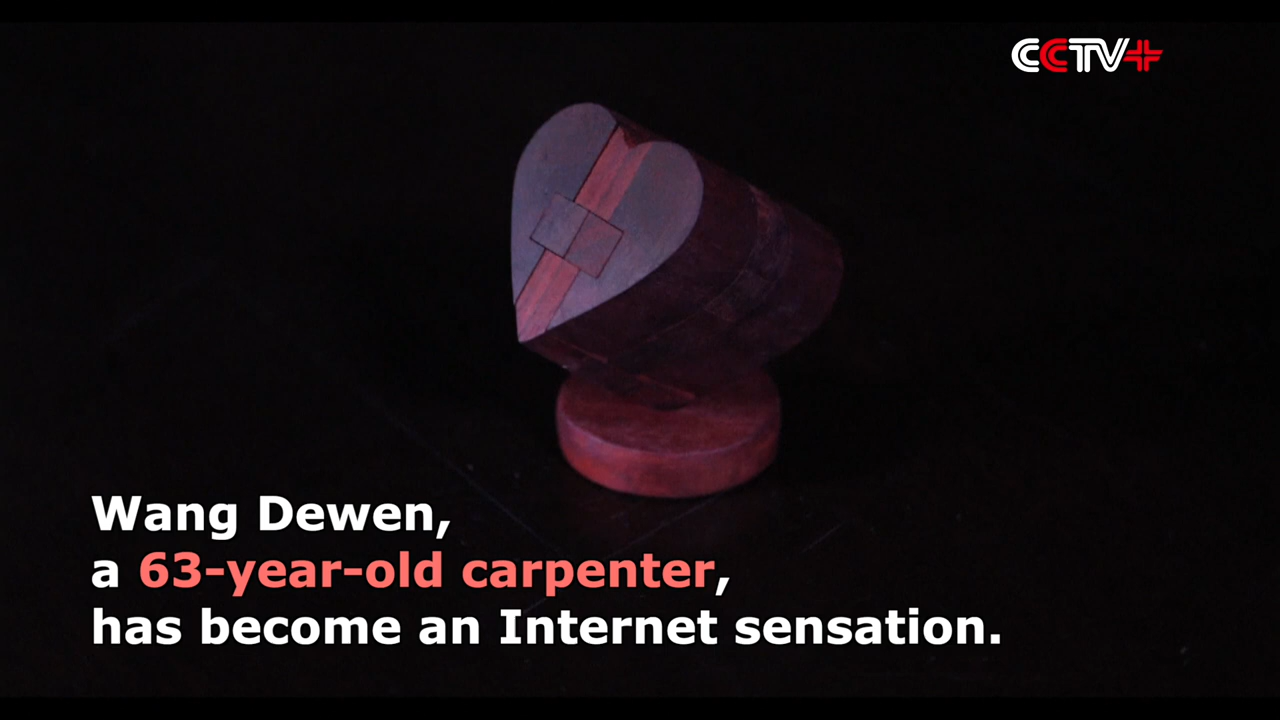 CCTV+
Wang Dewen,
a 63-year-old carpenter,
has become an Internet sensation.